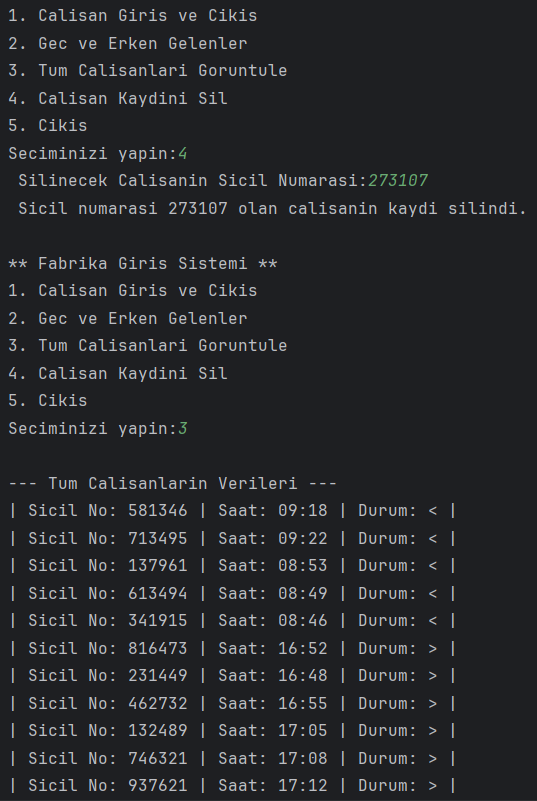 1. Calisan Giris ve Cikis
2. Gec ve Erken Gelenler
3. Tum Calisanlari Goruntule
4. Calisan Kaydini Sil
5. Cikis
Seciminizi yapin:4
Silinecek Calisanin Sicil Numarasi:273107
Sicil numarasi 273107 olan calisanin kaydi silindi.
** Fabrika Giris Sistemi **
1. Calisan Giris ve Cikis
2. Gec ve Erken Gelenler
3. Tum Calisanlari Goruntule
4. Calisan Kaydini Sil
5. Cikis
Seciminizi yapin:3
--- Tum Calisanlarin Verileri ---
| Sicil No: 581346 | Saat: 09:18 | Durum: < |
| Sicil No: 713495 | Saat: 09:22 | Durum: < |
| Sicil No: 137961 | Saat: 08:53 | Durum: < |
| Sicil No: 613494 | Saat: 08:49 | Durum: < |
| Sicil No: 341915 | Saat: 08:46 | Durum: < |
| Sicil No: 816473 | Saat: 16:52 | Durum: > |
| Sicil No: 231449 | Saat: 16:48 | Durum: > |
| Sicil No: 462732 | Saat: 16:55 | Durum: > |
| Sicil No: 132489 | Saat: 17:05 | Durum: > |
| Sicil No: 746321 | Saat: 17:08 | Durum: > |
| Sicil No: 937621 | Saat: 17:12 | Durum: > |